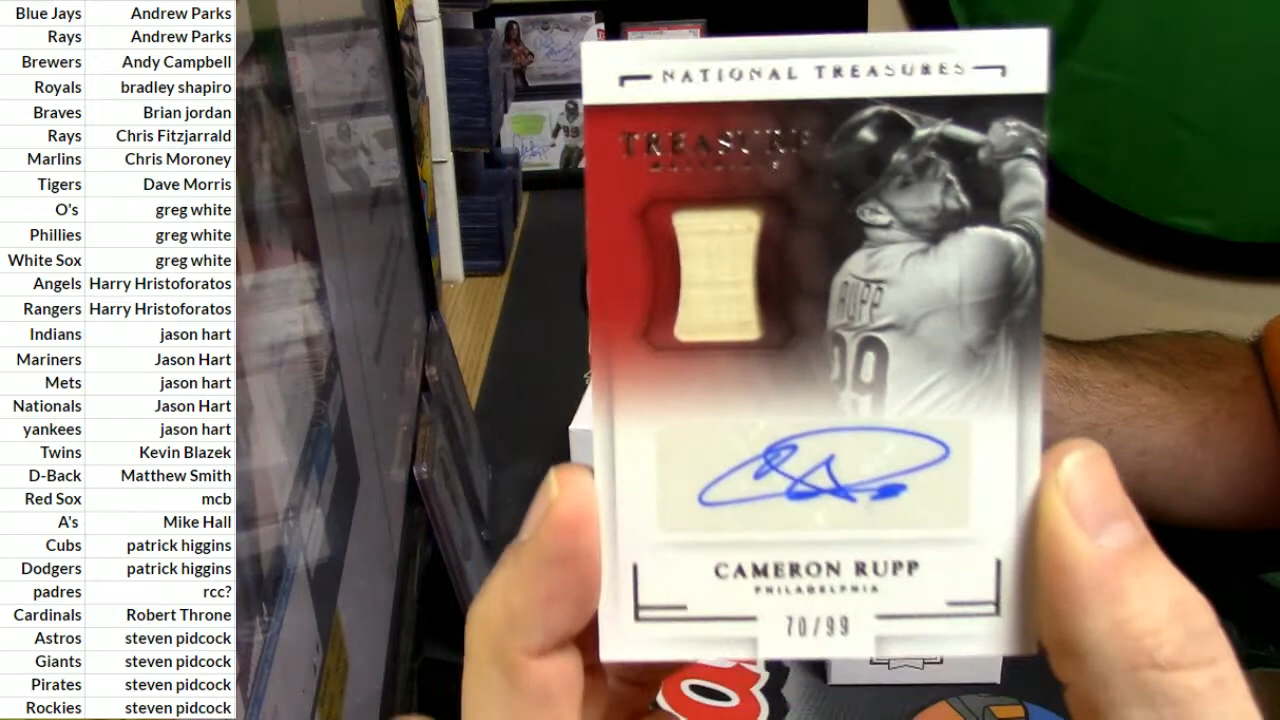 Blue Jays Andrew Parks
Rays Andrew Parks
Brewers Andy Campbell
Royals bradley shapiro
Braves Brian jordan
Rays Chris Fitzjarrald
Marlins Chris Moroney
Tigers Dave Morris
O's greg white
Phillies greg white
White Sox greg white
Angels Harry Hristoforatos
Rangers Harry Hristoforatos
Indians jason hart
Mariners Jason Hart
Mets jason hart
Nationals Jason Hart
yankees jason hart
Twins Kevin Blazek
D-Back Matthew Smith
Red Sox mcb
A's Mike Hall
Cubs patrick higgins
Dodgers patrick higgins
padres rcc?
Cardinals Robert Throne
Astros steven pidcock
Giants steven pidcock
Pirates steven pidcock
Rockies steven pidcock
NATIONAL TREASURES
TREASURE
RUPP
CAMERON RUPP
PHILADELPHIA
70/99